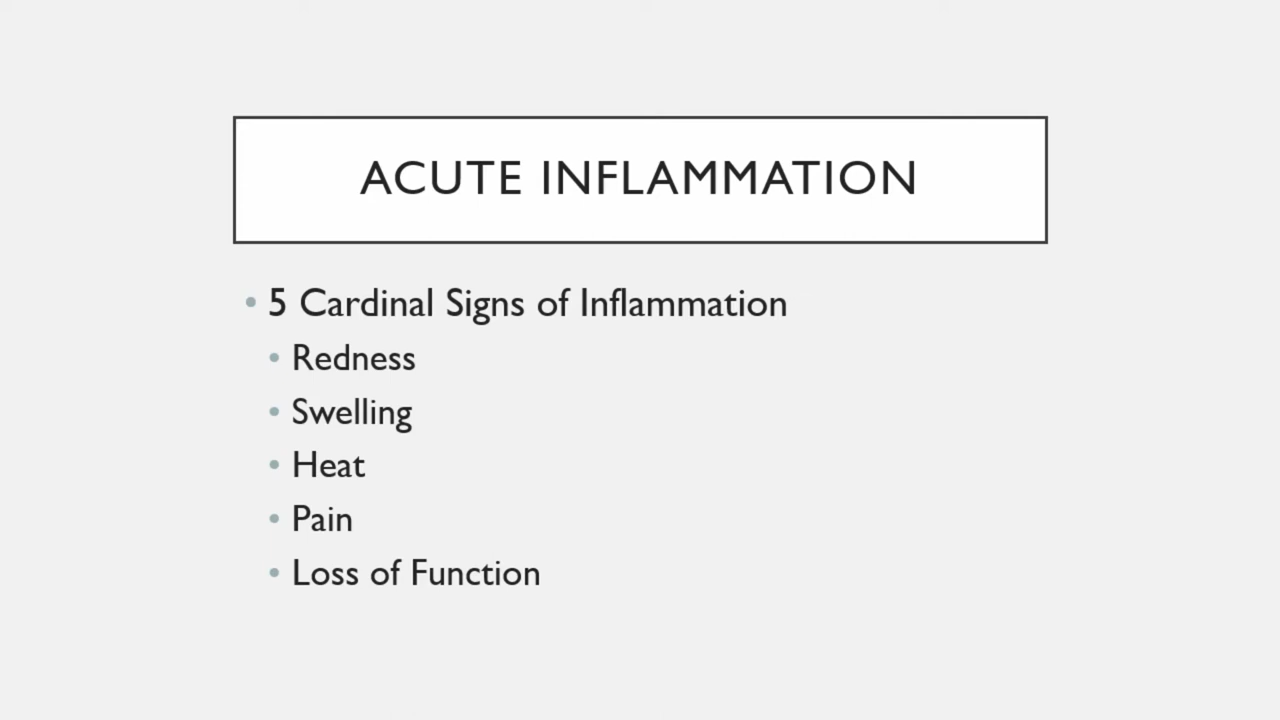 ACUTE INFLAMMATION
• 5 Cardinal Signs of Inflammation
• Redness
• Swelling
• Heat
• Pain
• Loss of Function